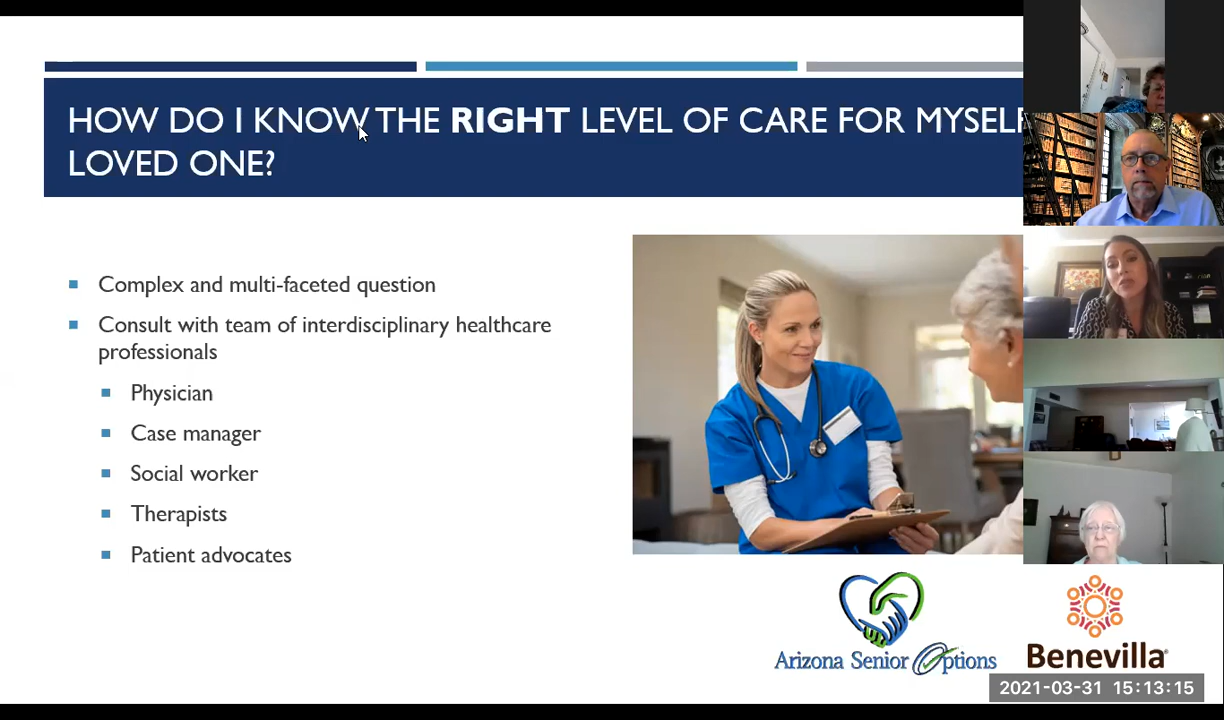 HOW DO I KNOW THE RIGHT LEVEL OF CARE FOR MYSELF
LOVED ONE?
Complex and multi-faceted question
Consult with team of interdisciplinary healthcare
professionals
Physician
Case manager
Social worker
Therapists
Patient advocates
Arizona Senior Options
Benevilla
2021-03-31 15:13:15